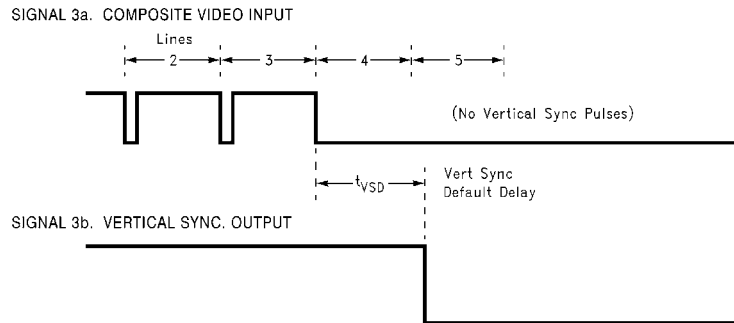 SIGNAL 3a. COMPOSITE VIDEO INPUT
Lines
2 3 4 5
(No Vertical Sync Pulses)
tVSD
Vert Sync
Default Delay
SIGNAL 3b. VERTICAL SYNC. OUTPUT